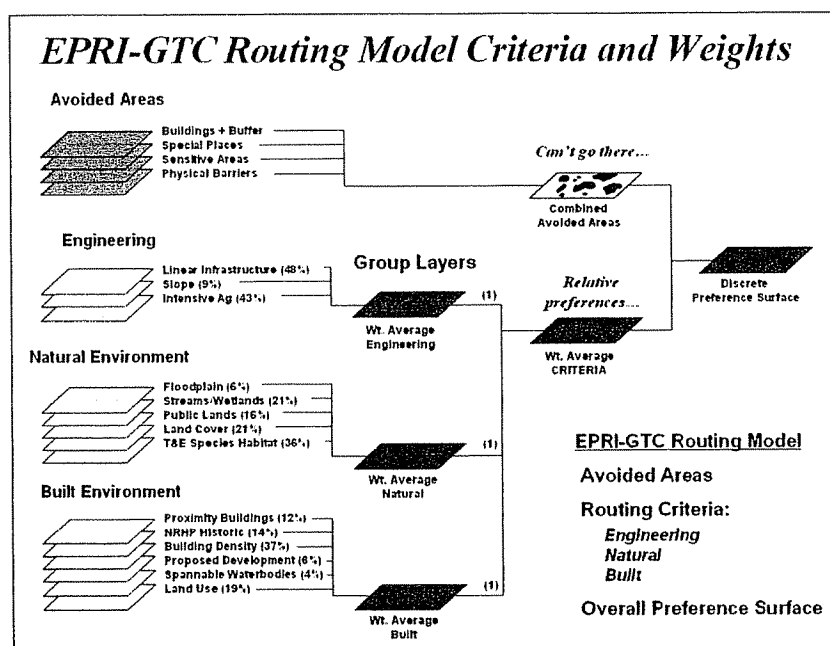 EPRI-GTC Routing Model Criteria and Weights
Avoided Areas
Buildings + Buffer
Special Places
Sensitive Areas
Physical Barriers
Can't go there...
Combined
Avoided Areas
Engineering
Linear Infrastructure (48%)
Slope (9%)
Intensive Ag (43%)
Group Layers
(1)
Wt. Average
Engineering
Relative
preferences....
Wt. Average
CRITERIA
Discrete
Preference Surface
Natural Environment
Floodplain (6%)
Streams/Wetlands (21%)
Public Lands (16%)
Land Cover (21%)
T&E Species Habitat (36%)
(1)
Wt. Average
Natural
Built Environment
Proximity Buildings (12%)
NRHP Historic (14%)
Building Density (37%)
Proposed Development (6%)
Spannable Waterbodies (4%)
Land Use (19%)
(1)
Wt. Average
Built
EPRI-GTC Routing Model
Avoided Areas
Routing Criteria:
Engineering
Natural
Built
Overall Preference Surface